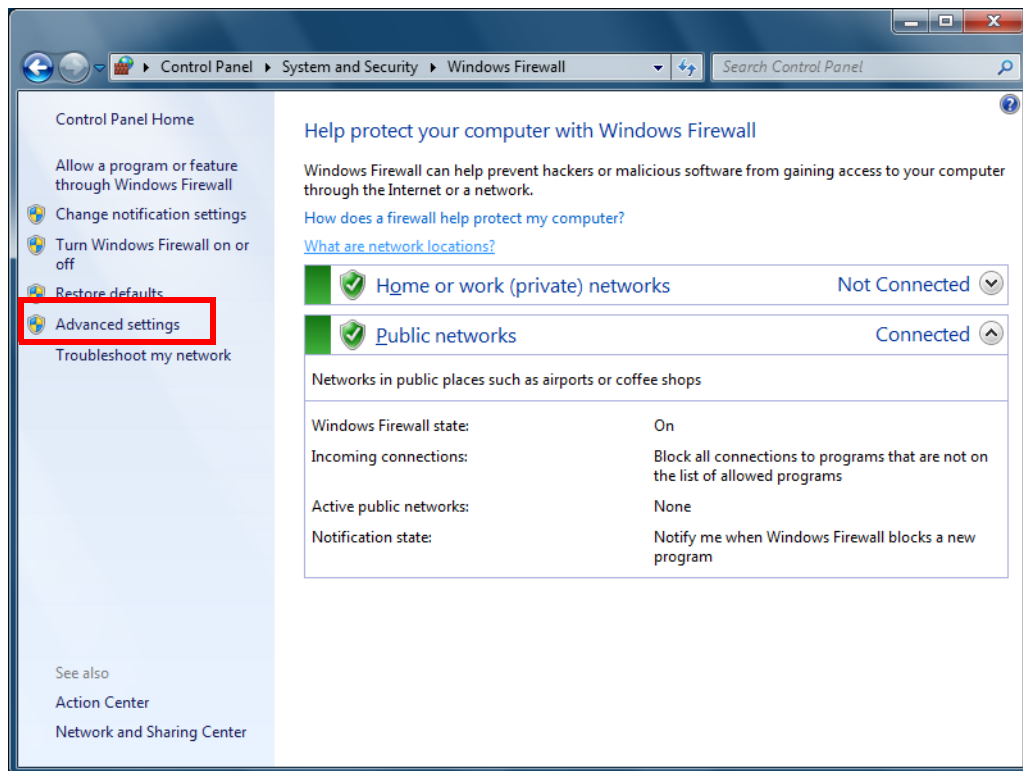 Control Panel ▸ System and Security ▸ Windows Firewall
Search Control Panel
Control Panel Home
Allow a program or feature
through Windows Firewall
Change notification settings
Turn Windows Firewall on or
off
Restore defaults
Advanced settings
Troubleshoot my network
See also
Action Center
Network and Sharing Center
Help protect your computer with Windows Firewall
Windows Firewall can help prevent hackers or malicious software from gaining access to your computer
through the Internet or a network.
How does a firewall help protect my computer?
What are network locations?
Home or work (private) networks Not Connected
Public networks Connected
Networks in public places such as airports or coffee shops
Windows Firewall state: On
Incoming connections: Block all connections to programs that are not on
the list of allowed programs
Active public networks: None
Notification state: Notify me when Windows Firewall blocks a new
program